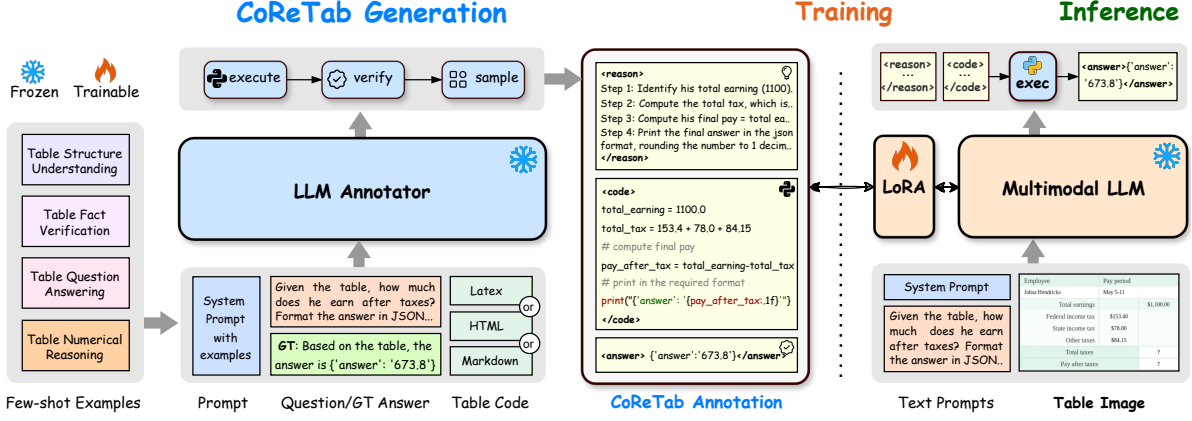 CoReTab Generation
Training
Inference
Frozen
Trainable
execute
verify
sample
Table Structure
Understanding
Table Fact
Verification
Table Question
Answering
Table Numerical
Reasoning
Few-shot Examples
LLM Annotator
System
Prompt
with
examples
Given the table, how much
does he earn after taxes?
Format the answer in JSON...
GT: Based on the table, the
answer is {'answer': '673.8'}
Latex
or
HTML
or
Markdown
Prompt
Question/GT Answer
Table Code
<reason>
Step 1: Identify his total earning (1100).
Step 2: Compute the total tax, which is..
Step 3: Compute his final pay = total ea..
Step 4: Print the final answer in the json
format, rounding the number to 1 decim..
</reason>
<code>
total_earning = 1100.0
total_tax = 153.4 + 78.0 + 84.15
# compute final pay
pay_after_tax = total_earning-total_tax
# print in the required format
print("{'answer': '{pay_after_tax:.1f}'"}
</code>
<answer> {'answer':'673.8'}</answer>
CoReTab Annotation
<reason>
...
</reason>
<code>
...
</code>
exec
<answer>{'answer':
'673.8'}</answer>
LoRA
Multimodal LLM
System Prompt
Given the table, how
much does he earn
after taxes? Format
the answer in JSON..
Employee Pay period
Jalisa Hendricks May 5-11
Total earnings $1,100.00
Federal income tax $153.40
State income tax $78.00
Other taxes $84.15
Total taxes ?
Pay after taxes ?
Text Prompts
Table Image